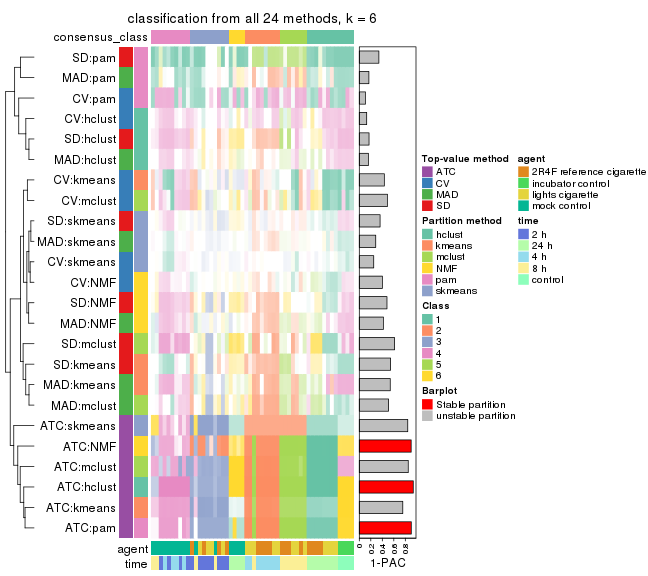 classification from all 24 methods, k = 6
consensus_class
SD:pam
MAD:pam
CV:pam
CV:hclust
SD:hclust
MAD:hclust
CV:kmeans
CV:mclust
SD:skmeans
MAD:skmeans
CV:skmeans
CV:NMF
SD:NMF
MAD:NMF
SD:mclust
SD:kmeans
MAD:kmeans
MAD:mclust
ATC:skmeans
ATC:NMF
ATC:mclust
ATC:hclust
ATC:kmeans
ATC:pam
agent
time
0 0.2 0.4 0.6 0.8
1-PAC
Top-value method
ATC
CV
MAD
SD
Partition method
hclust
kmeans
mclust
NMF
pam
skmeans
Class
1
2
3
4
5
6
Barplot
Stable partition
unstable partition
agent
2R4F reference cigarette
incubator control
lights cigarette
mock control
time
2 h
24 h
4 h
8 h
control